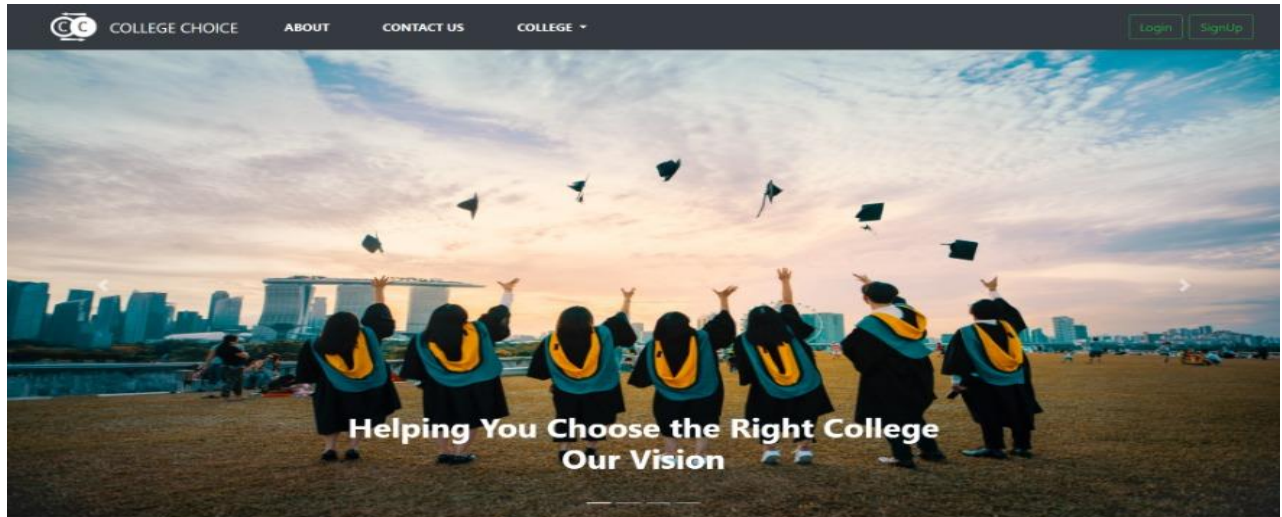 CC COLLEGE CHOICE ABOUT CONTACT US COLLEGE Login SignUp
Helping You Choose the Right College
Our Vision